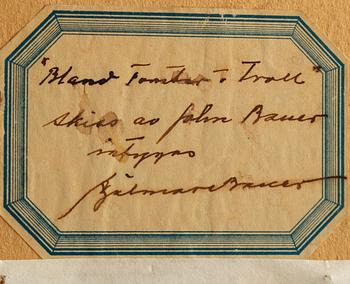 "Bland Tomtar o Troll"
skiss av John Bauer
intygas
Hjalmar Bauer